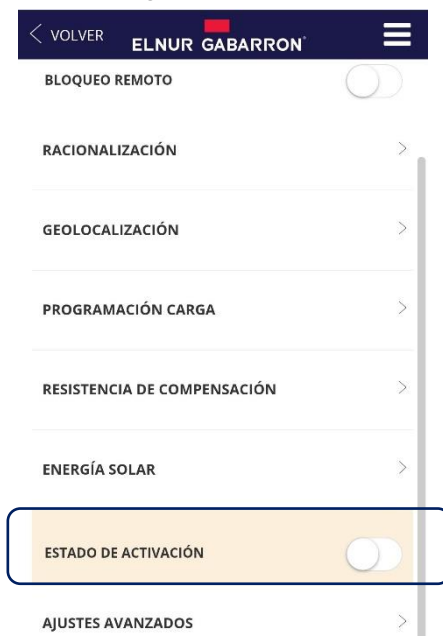 VOLVER
ELNUR GABARRON
BLOQUEO REMOTO
RACIONALIZACIÓN
GEOLOCALIZACIÓN
PROGRAMACIÓN CARGA
RESISTENCIA DE COMPENSACIÓN
ENERGÍA SOLAR
ESTADO DE ACTIVACIÓN
AJUSTES AVANZADOS